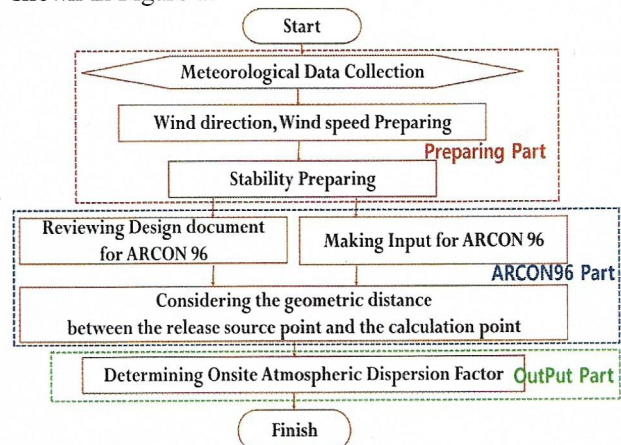 Start
Meteorological Data Collection
Wind direction, Wind speed Preparing
Preparing Part
Stability Preparing
Reviewing Design document
for ARCON 96
Making Input for ARCON 96
ARCON96 Part
Considering the geometric distance
between the release source point and the calculation point
Determining Onsite Atmospheric Dispersion Factor
OutPut Part
Finish